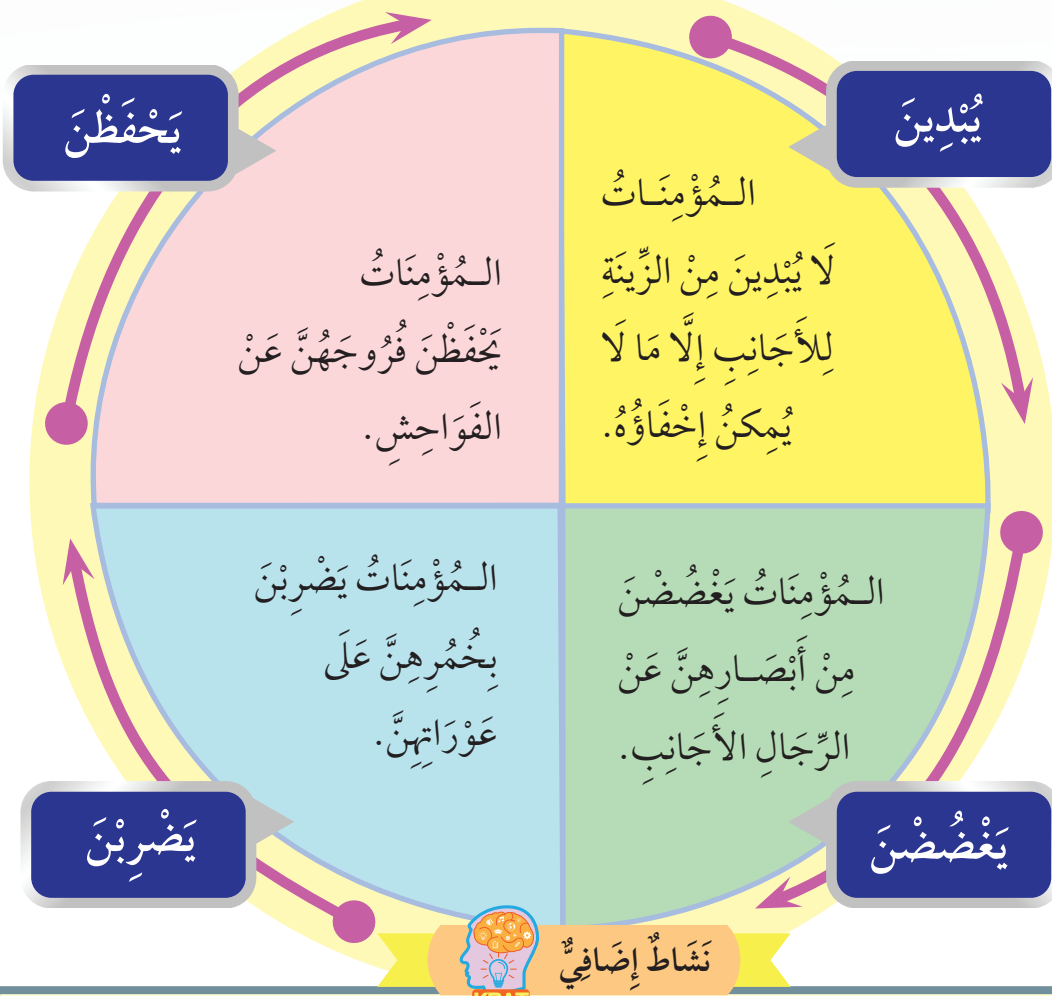 يُبْدِينَ
الـمُؤْمِنَـاتُ
لَا يُبْدِينَ مِنْ الزِّينَةِ
لِلأَجَانِبِ إِلَّا مَا لَا
يُمِكنُ إِخْفَاؤُهُ.
يَحْفَظْنَ
الـمُؤْمِنَاتُ
يَحْفَظْنَ فُرُوجَهُنَّ عَنْ
الفَوَاحِشِ.
يَغْضُضْنَ
الـمُؤْمِنَاتُ يَغْضُضْنَ
مِنْ أَبْصَـارِهِنَّ عَنْ
الرِّجَالِ الأَجَانِبِ.
يَضْرِبْنَ
الـمُؤْمِنَاتُ يَضْرِبْنَ
بِخُمُرِهِنَّ عَلَى
عَوْرَاتِهِنَّ.
نَشَاطٌ إِضَافِيٌّ